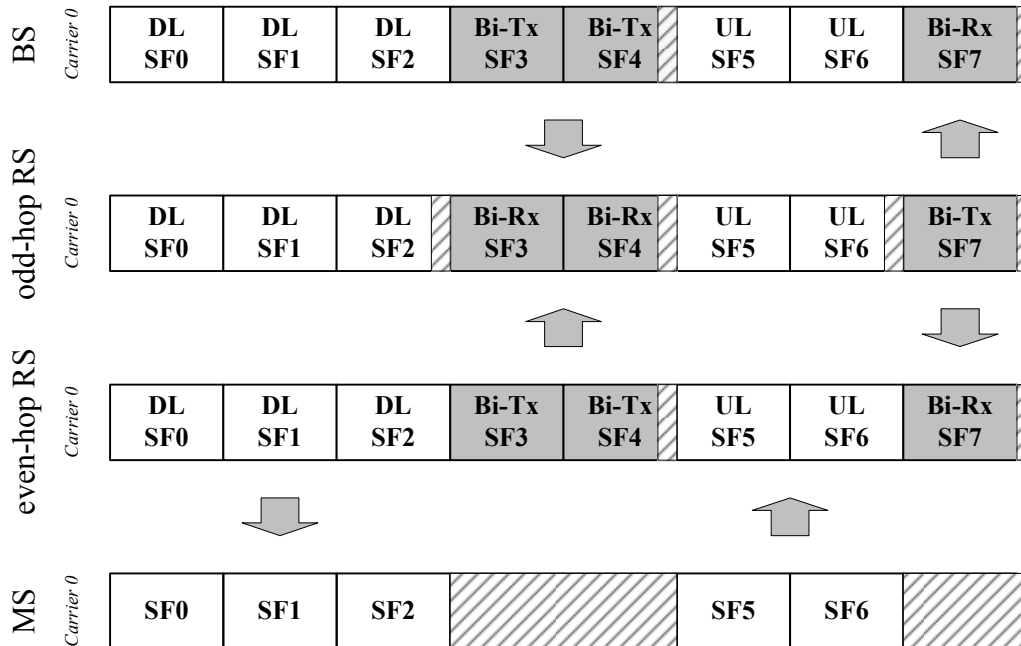 BS
Carrier 0
DL SF0
DL SF1
DL SF2
Bi-Tx SF3
Bi-Tx SF4
UL SF5
UL SF6
Bi-Rx SF7
odd-hop RS
Carrier 0
DL SF0
DL SF1
DL SF2
Bi-Rx SF3
Bi-Rx SF4
UL SF5
UL SF6
Bi-Tx SF7
even-hop RS
Carrier 0
DL SF0
DL SF1
DL SF2
Bi-Tx SF3
Bi-Tx SF4
UL SF5
UL SF6
Bi-Rx SF7
MS
Carrier 0
SF0
SF1
SF2
SF5
SF6